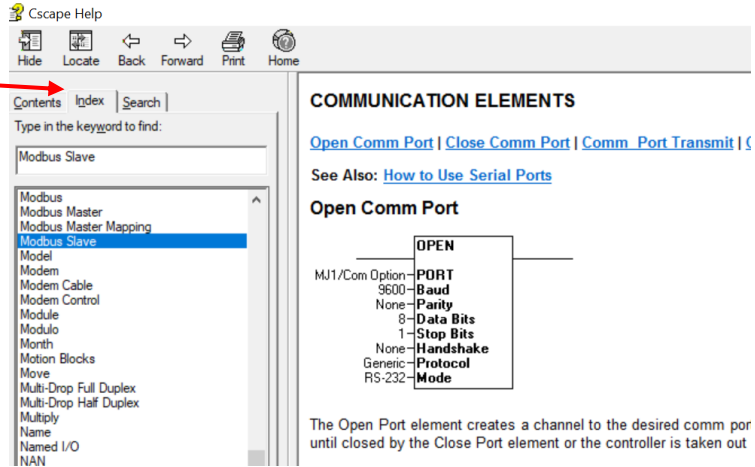 Cscape Help
Hide Locate Back Forward Print Home
Contents Index Search
Type in the keyword to find:
Modbus Slave
Modbus
Modbus Master
Modbus Master Mapping
Modbus Slave
Model
Modem
Modem Cable
Modem Control
Module
Modulo
Month
Motion Blocks
Move
Multi-Drop Full Duplex
Multi-Drop Half Duplex
Multiply
Name
Named I/O
NAN
COMMUNICATION ELEMENTS
Open Comm Port | Close Comm Port | Comm Port Transmit |
See Also: How to Use Serial Ports
Open Comm Port
OPEN
MJ1/Com Option PORT
9600 Baud
None Parity
8 Data Bits
1 Stop Bits
None Handshake
Generic Protocol
RS-232 Mode
The Open Port element creates a channel to the desired comm por
until closed by the Close Port element or the controller is taken out